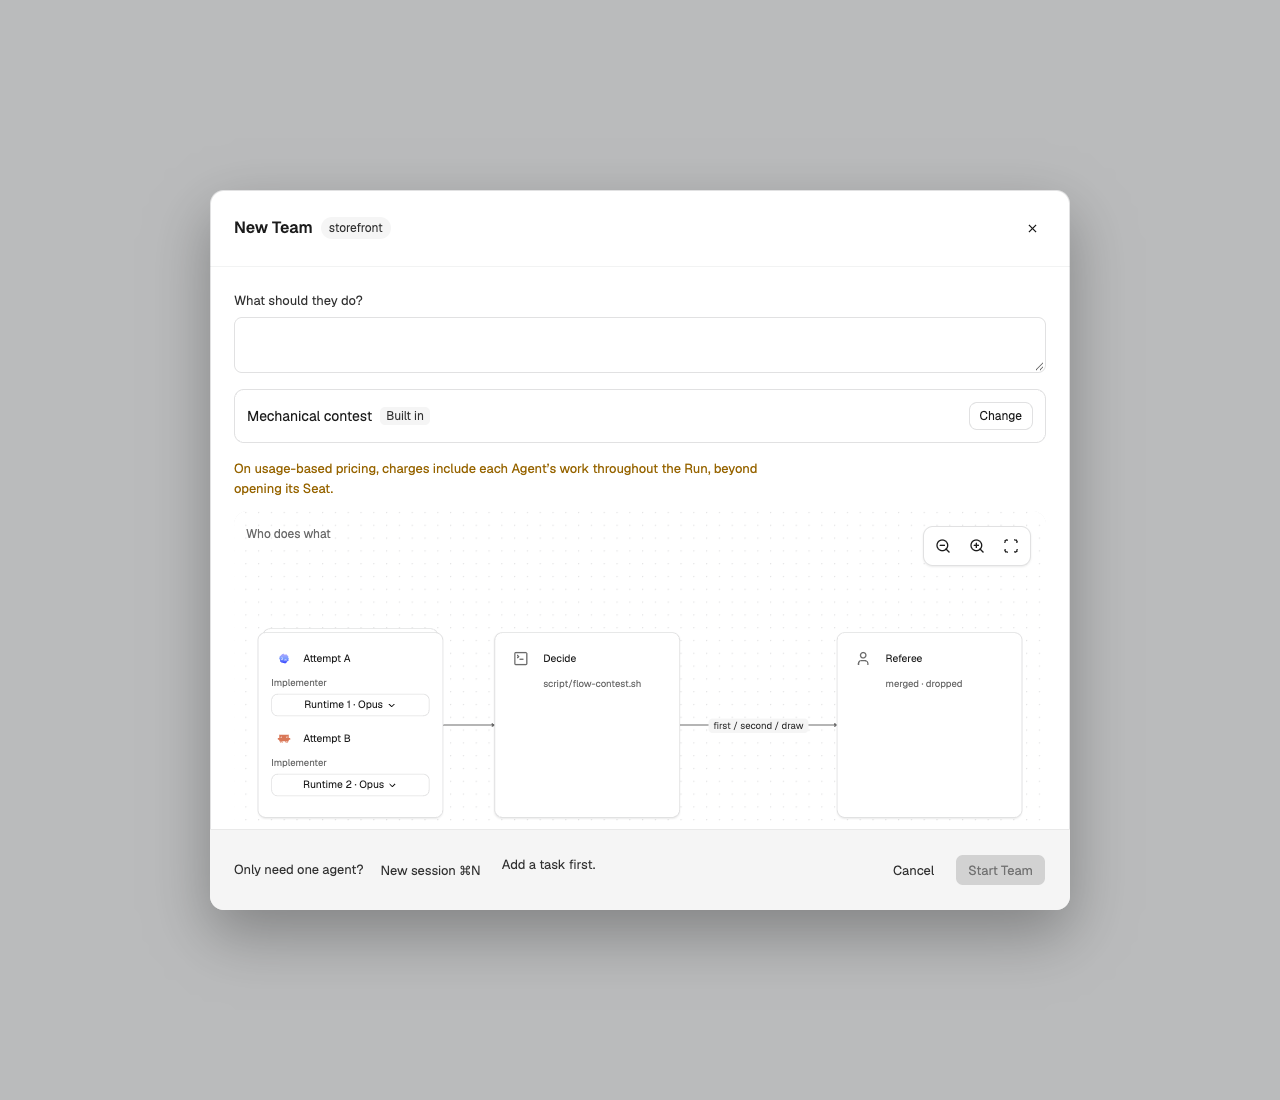 New Team storefront
What should they do?
Mechanical contest Built in Change
On usage-based pricing, charges include each Agent’s work throughout the Run, beyond
opening its Seat.
Who does what
Attempt A
Implementer
Runtime 1 · Opus
Attempt B
Implementer
Runtime 2 · Opus
Decide
script/flow-contest.sh
first / second / draw
Referee
merged · dropped
Only need one agent? New session ⌘N Add a task first. Cancel Start Team